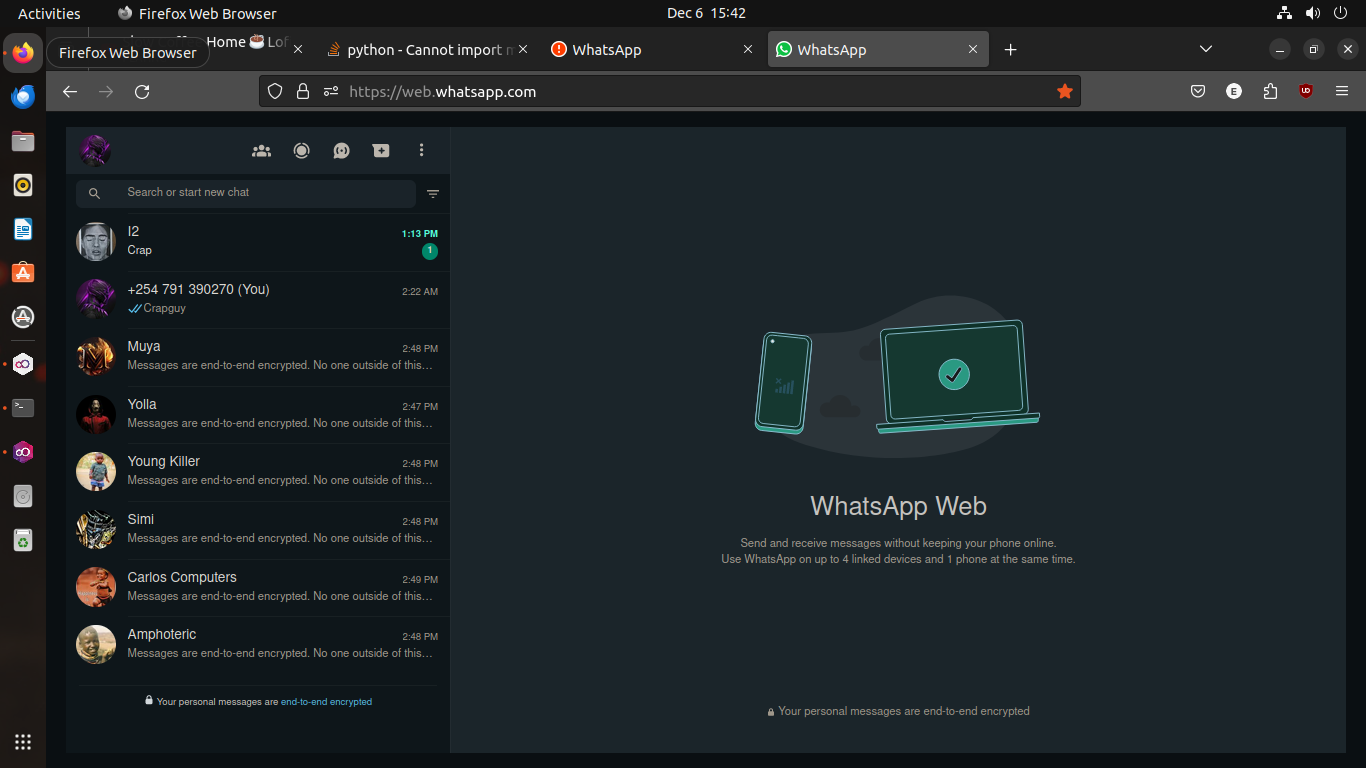 Activities
Firefox Web Browser
Dec 6 15:42
Firefox Web Browser
Home ☕ Lof
python - Cannot import m
WhatsApp
WhatsApp
https://web.whatsapp.com
E
Search or start new chat
I2
1:13 PM
Crap
1
+254 791 390270 (You)
2:22 AM
Crapguy
Muya
2:48 PM
Messages are end-to-end encrypted. No one outside of this…
Yolla
2:47 PM
Messages are end-to-end encrypted. No one outside of this…
Young Killer
2:48 PM
Messages are end-to-end encrypted. No one outside of this…
Simi
2:48 PM
Messages are end-to-end encrypted. No one outside of this…
Carlos Computers
2:49 PM
Messages are end-to-end encrypted. No one outside of this…
Amphoteric
2:48 PM
Messages are end-to-end encrypted. No one outside of this…
Your personal messages are end-to-end encrypted
WhatsApp Web
Send and receive messages without keeping your phone online.
Use WhatsApp on up to 4 linked devices and 1 phone at the same time.
Your personal messages are end-to-end encrypted